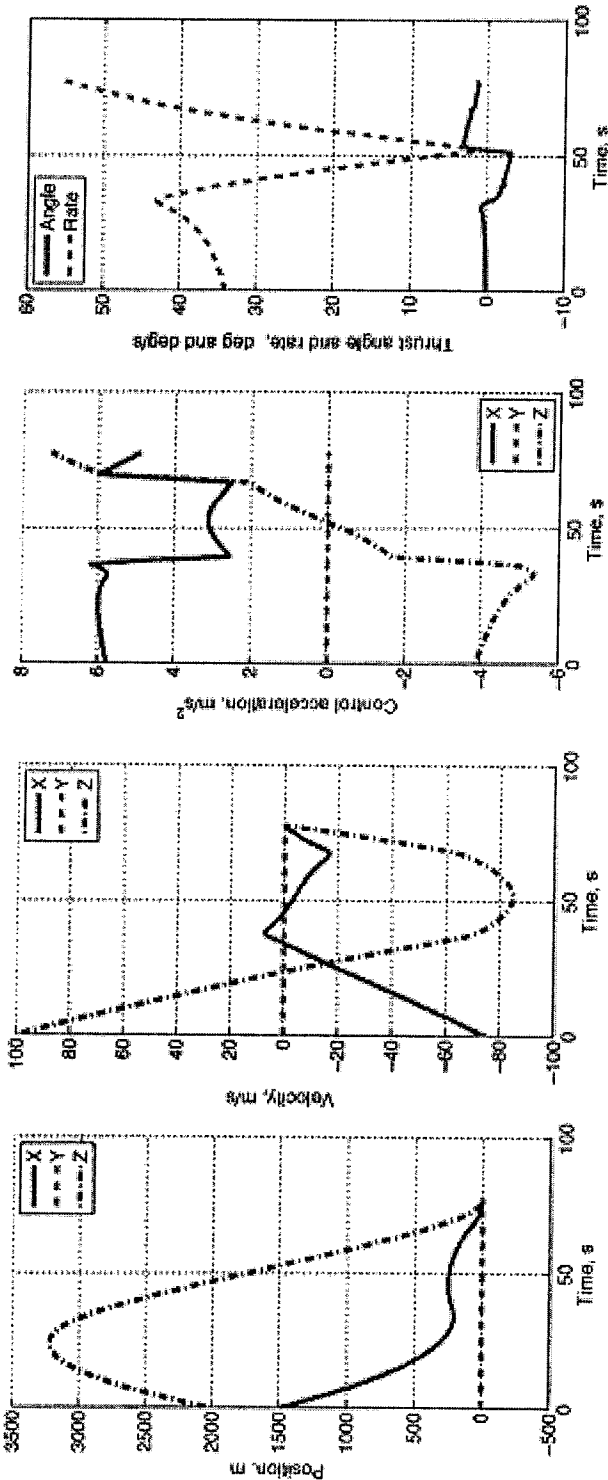 3500
3000
2500
2000
1500
1000
500
0
-500
Position, m
0
50
100
Time, s
X
Y
Z
100
80
60
40
20
0
-20
-40
-60
-80
-100
Velocity, m/s
0
50
100
Time, s
X
Y
Z
8
6
4
2
0
-2
-4
-6
Control acceleration, m/s²
0
50
100
Time, s
X
Y
Z
60
50
40
30
20
10
0
-10
Thrust angle and rate, deg and deg/s
0
50
100
Time, s
Angle
Rate